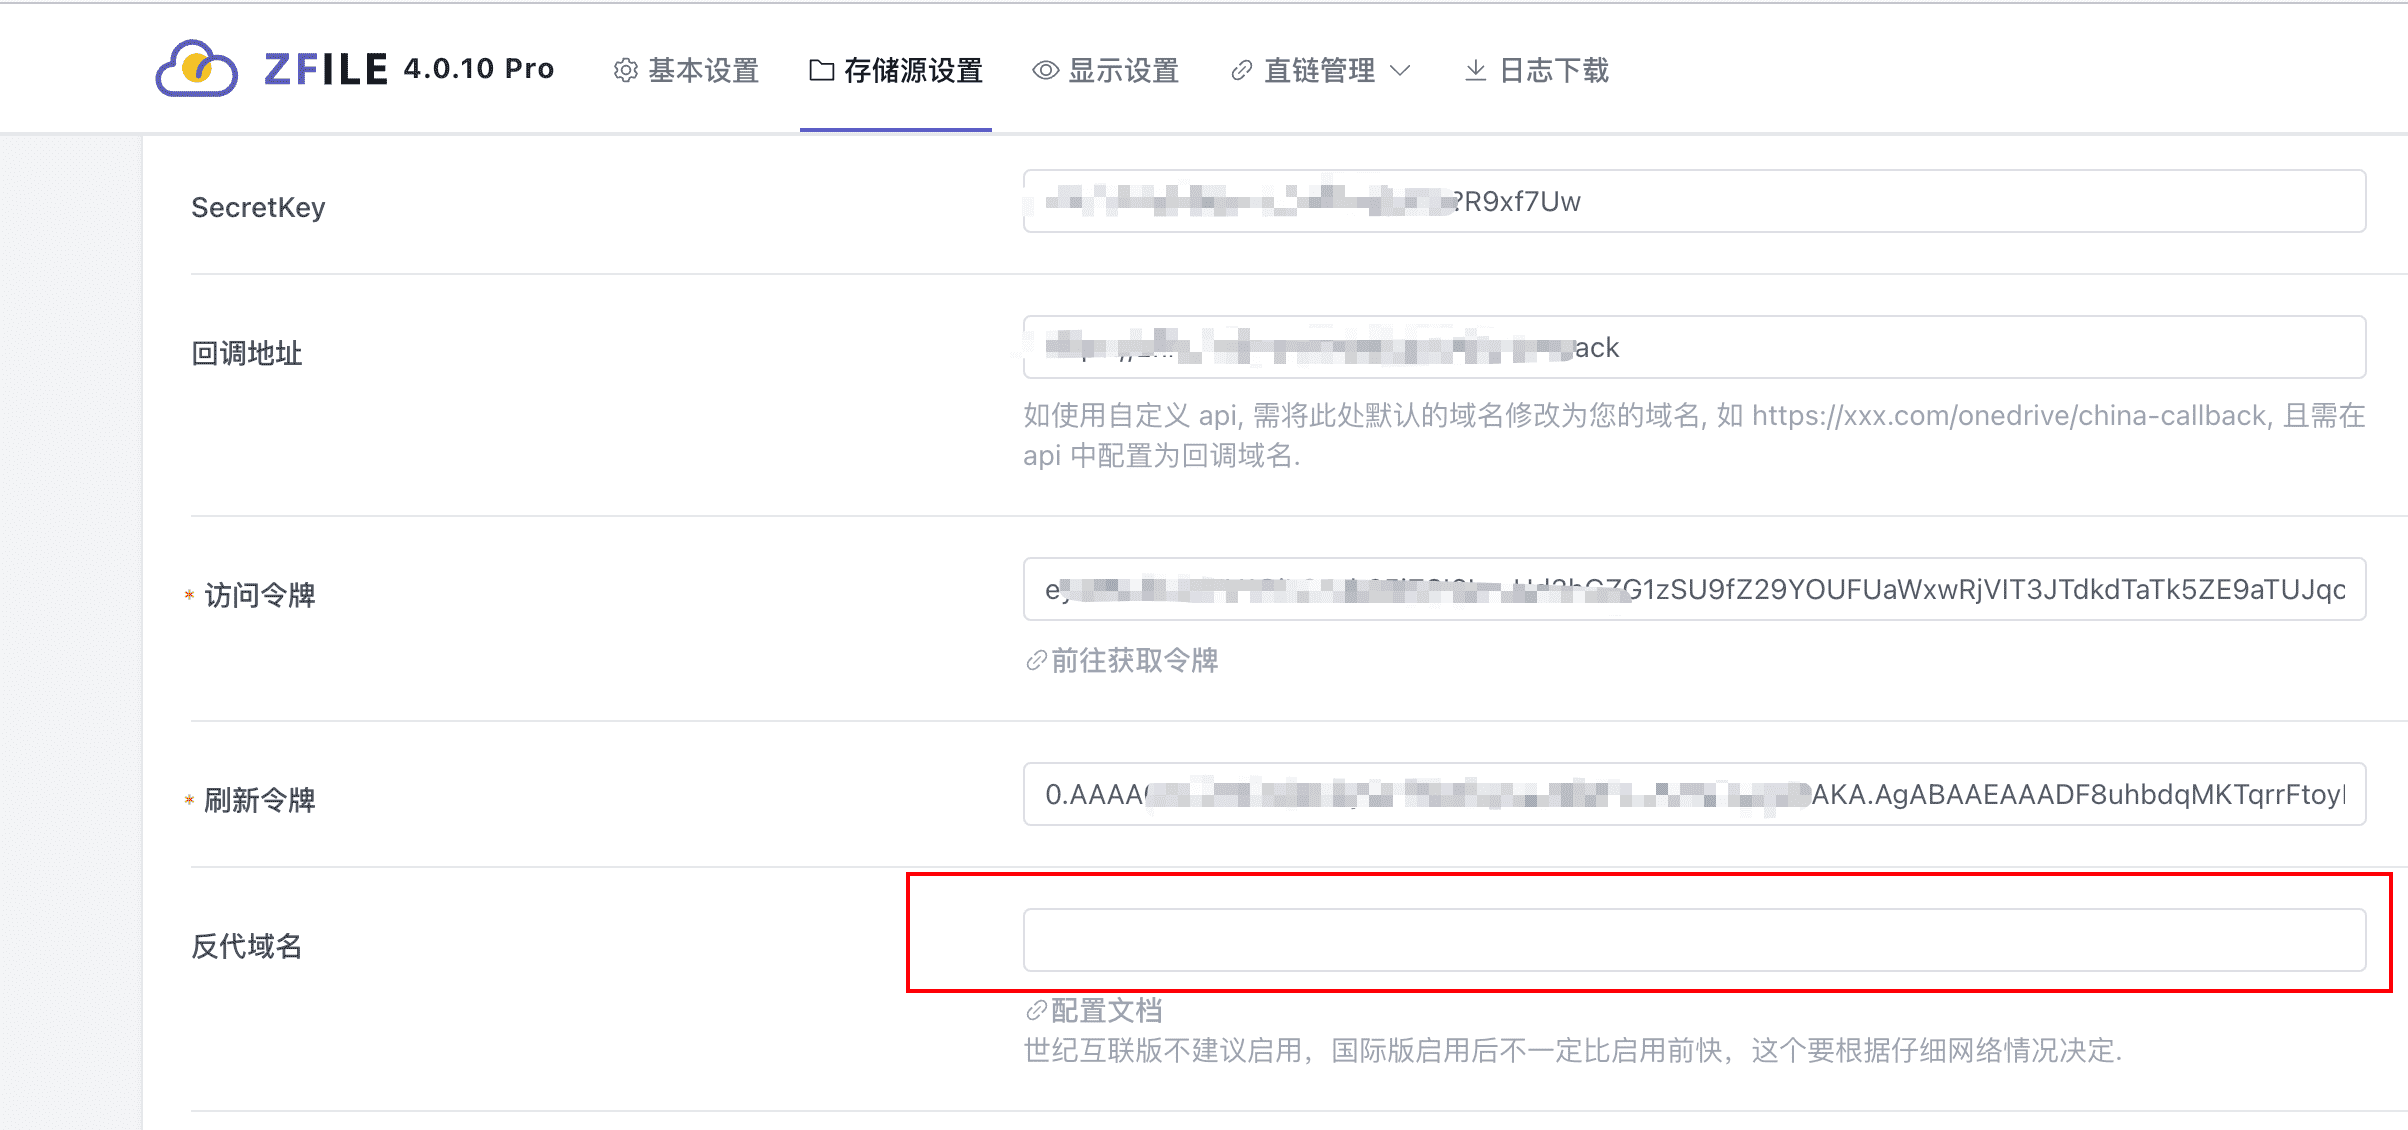 ZFILE 4.0.10 Pro 基本设置 存储源设置 显示设置 直链管理 日志下载
SecretKey
?R9xf7Uw
回调地址
ack
如使用自定义 api, 需将此处默认的域名修改为您的域名, 如 https://xxx.com/onedrive/china-callback, 且需在
api 中配置为回调域名.
* 访问令牌
G1zSU9fZ29YOUFUaWxwRjVIT3JTdkdTaTk5ZE9aTUJqc
前往获取令牌
* 刷新令牌
0.AAAA AKA.AgABAAEAAADF8uhbdqMKTqrrFtoyl
反代域名
配置文档
世纪互联版不建议启用，国际版启用后不一定比启用前快，这个要根据仔细网络情况决定.